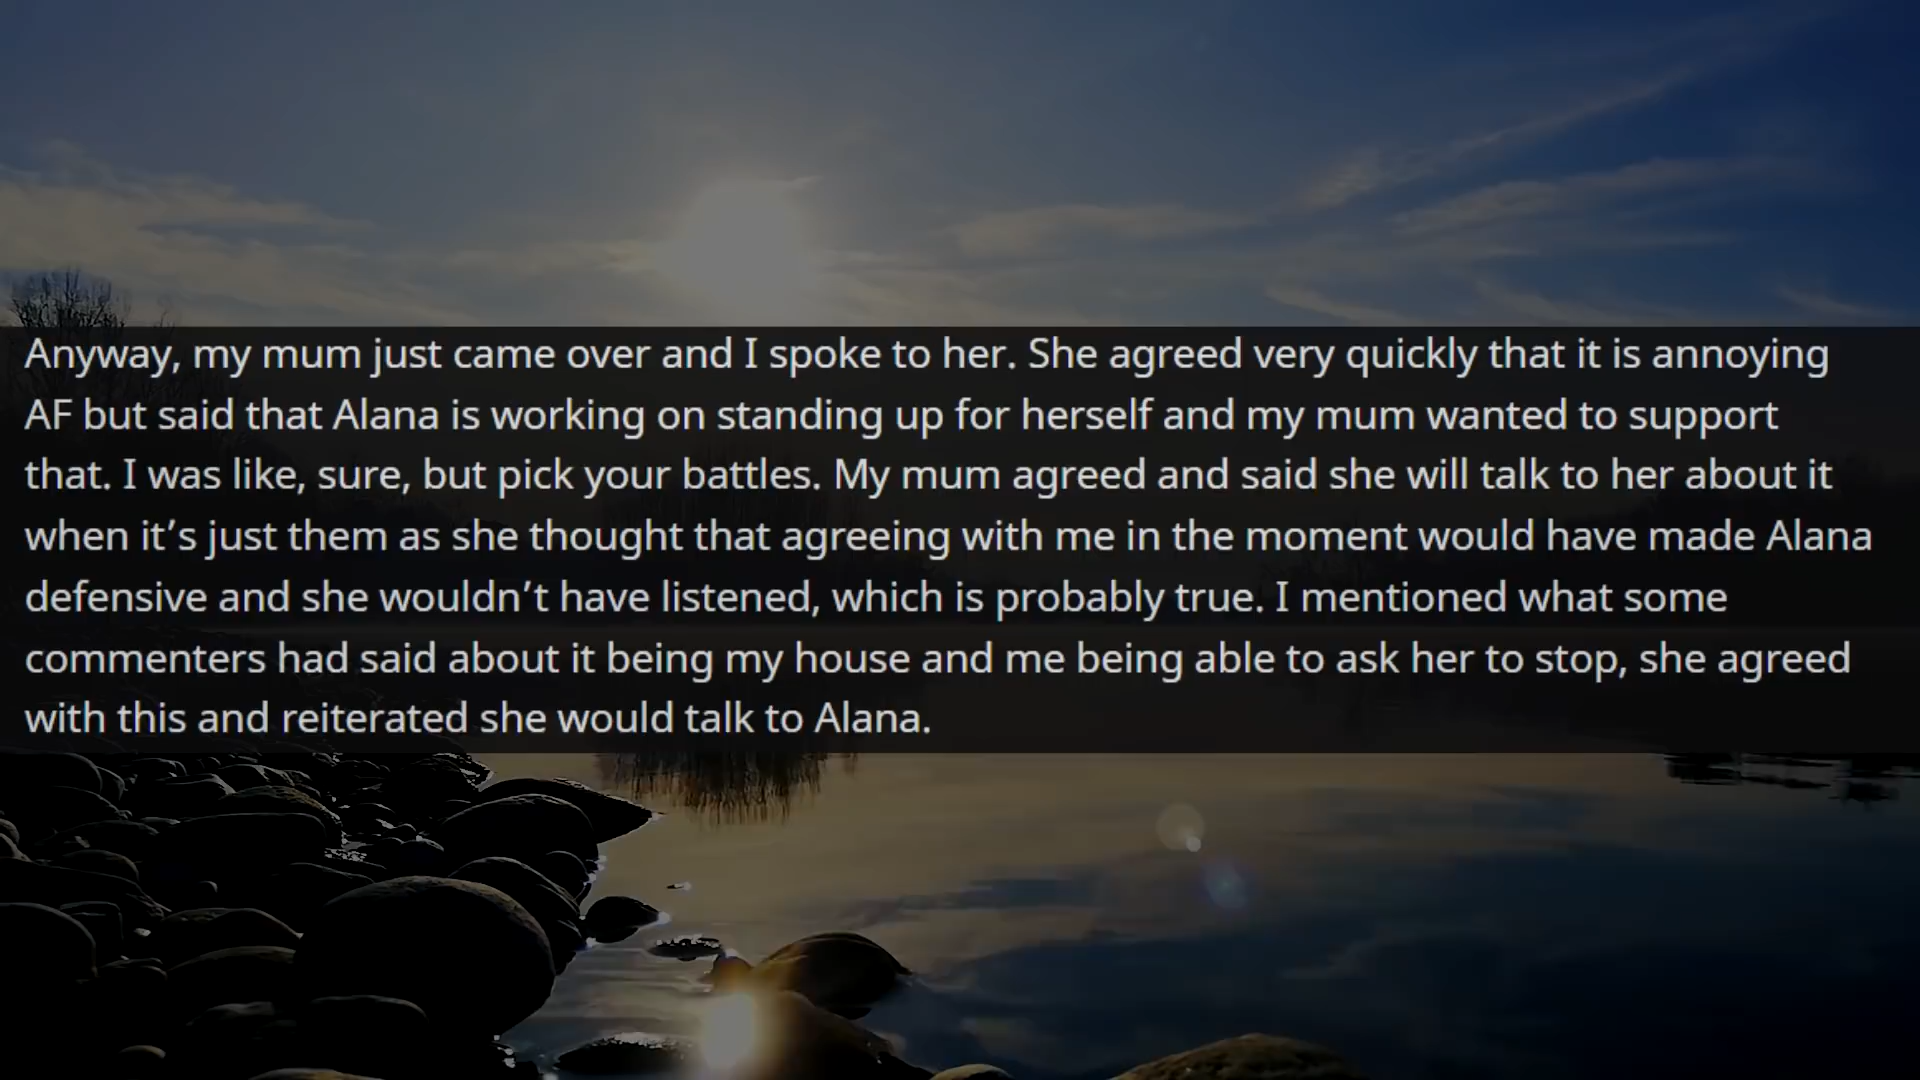 Anyway, my mum just came over and I spoke to her. She agreed very quickly that it is annoying
AF but said that Alana is working on standing up for herself and my mum wanted to support
that. I was like, sure, but pick your battles. My mum agreed and said she will talk to her about it
when it’s just them as she thought that agreeing with me in the moment would have made Alana
defensive and she wouldn’t have listened, which is probably true. I mentioned what some
commenters had said about it being my house and me being able to ask her to stop, she agreed
with this and reiterated she would talk to Alana.